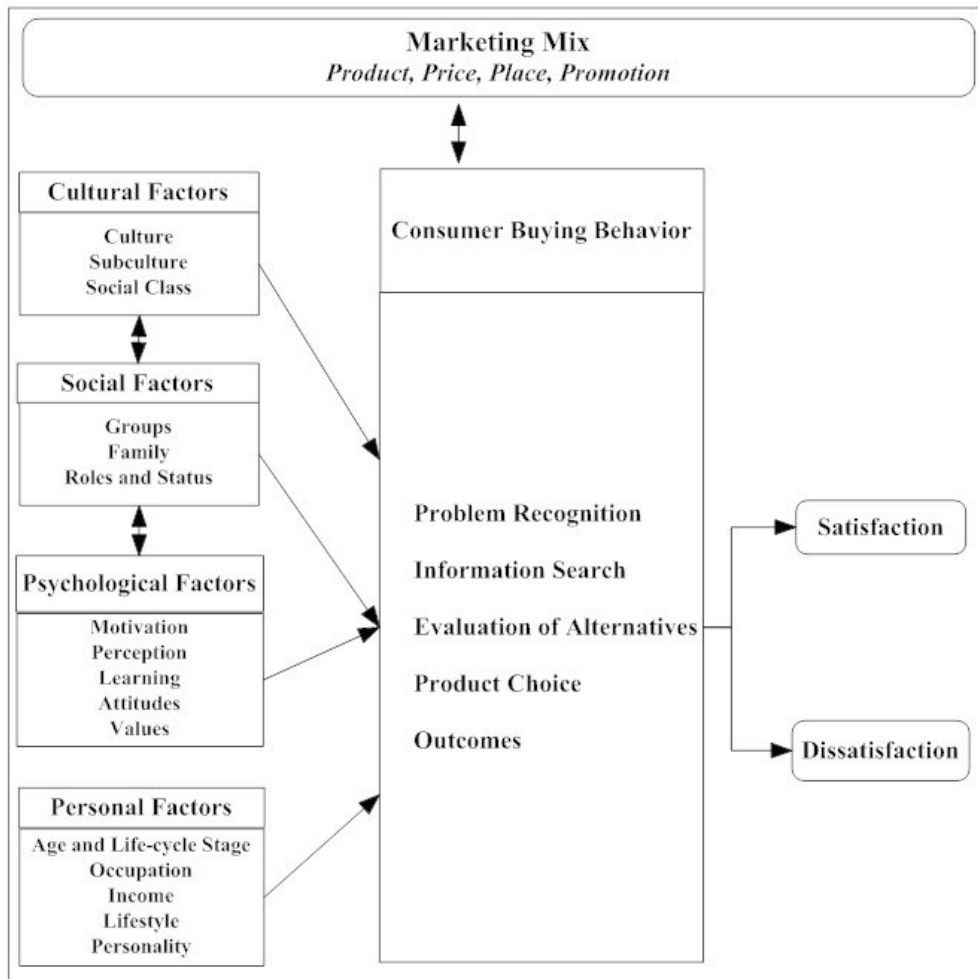 Marketing Mix
Product, Price, Place, Promotion
Cultural Factors
Culture
Subculture
Social Class
Social Factors
Groups
Family
Roles and Status
Psychological Factors
Motivation
Perception
Learning
Attitudes
Values
Personal Factors
Age and Life-cycle Stage
Occupation
Income
Lifestyle
Personality
Consumer Buying Behavior
Problem Recognition
Information Search
Evaluation of Alternatives
Product Choice
Outcomes
Satisfaction
Dissatisfaction